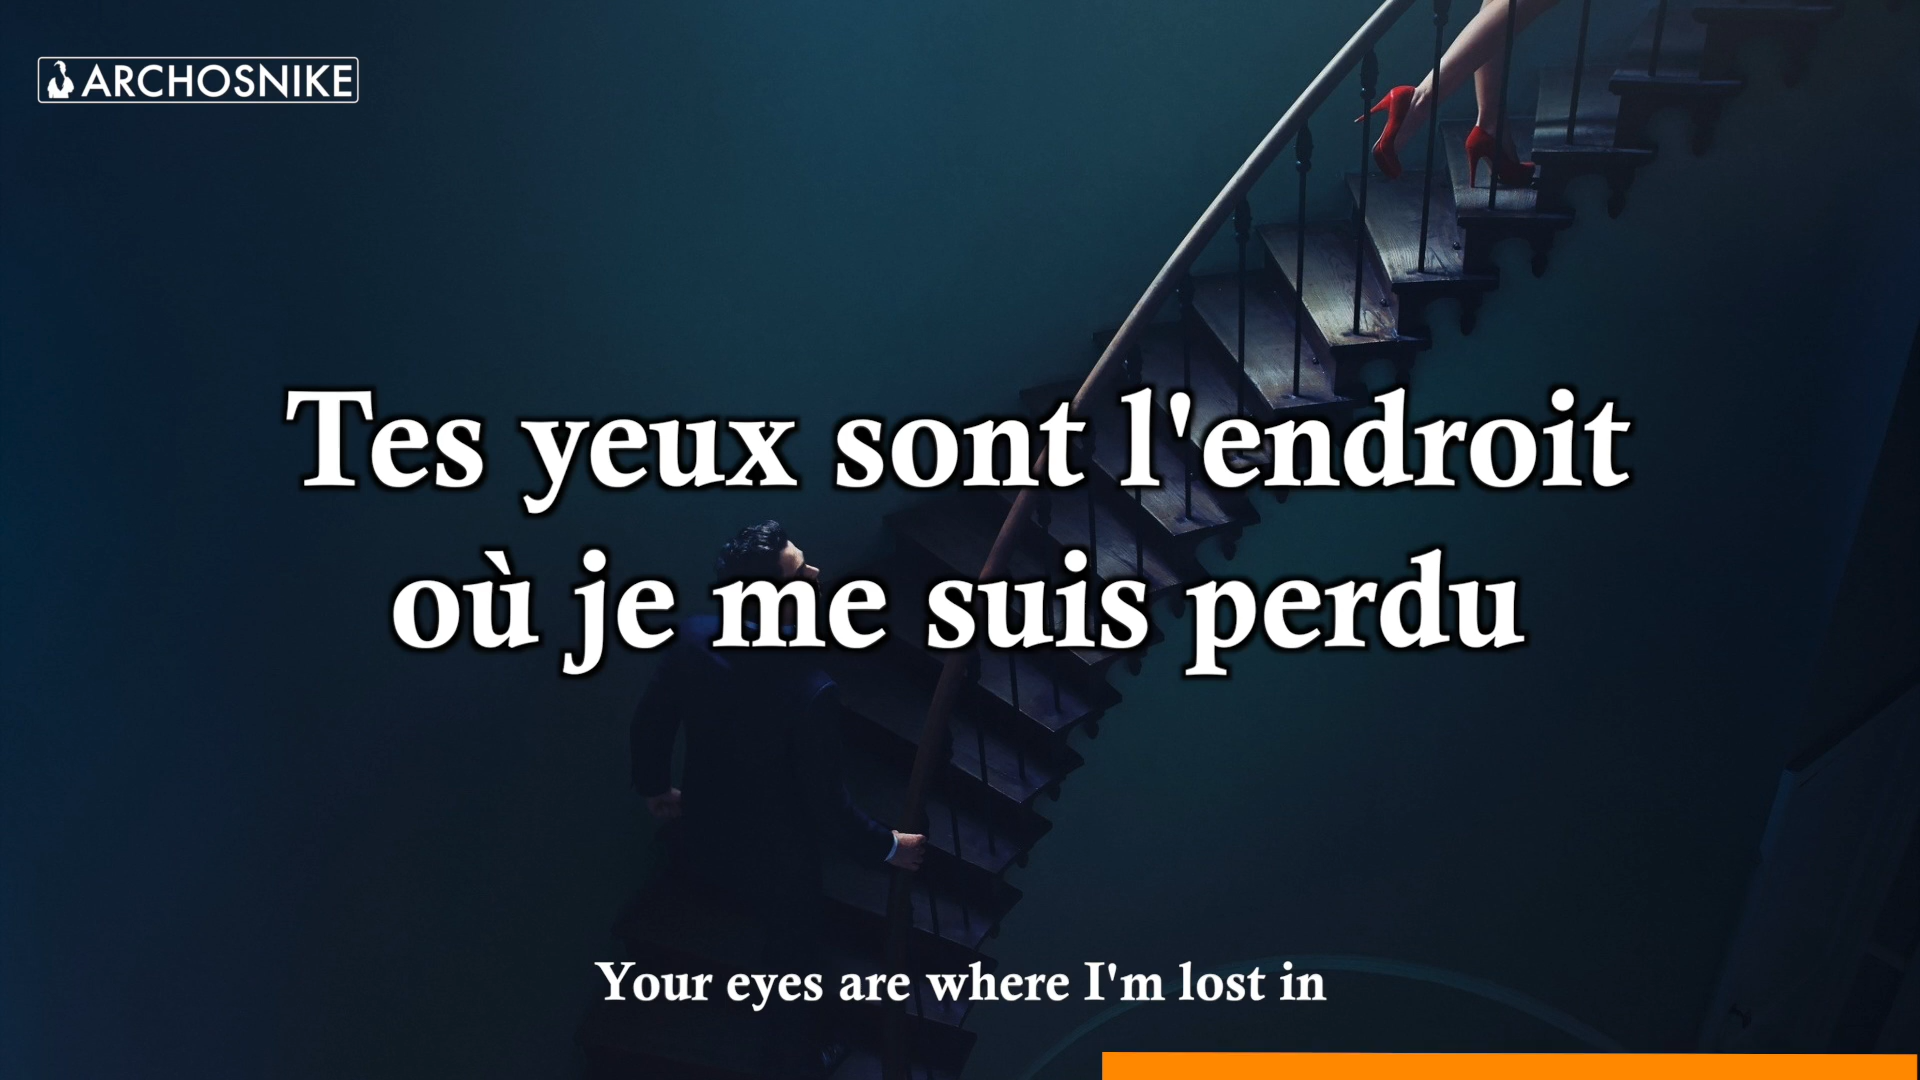 ARCHOSNIKE
Tes yeux sont l'endroit
où je me suis perdu
Your eyes are where I'm lost in